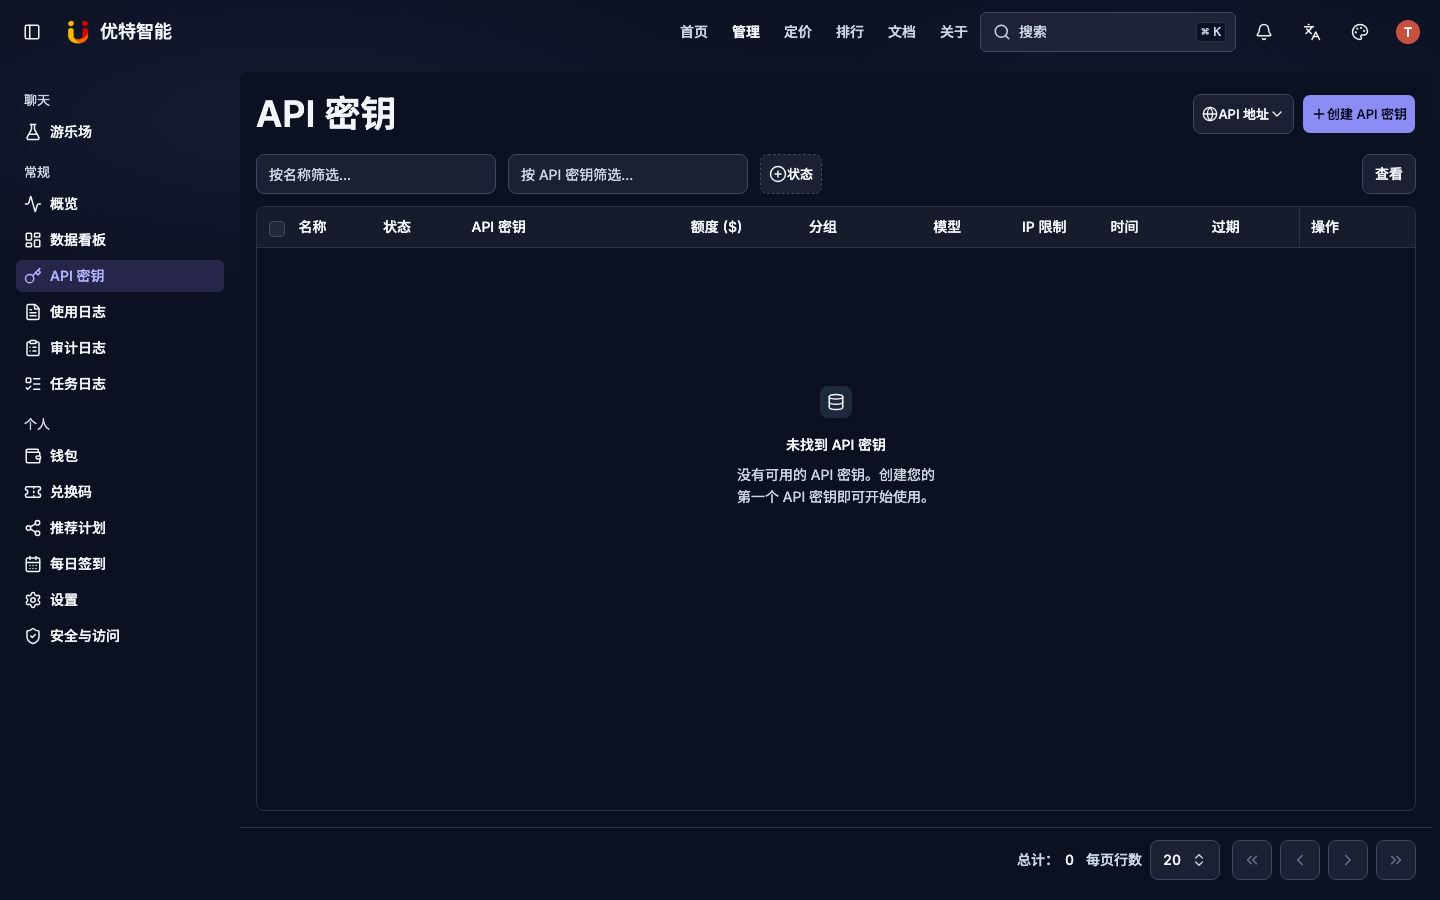 优特智能
首页 管理 定价 排行 文档 关于
搜索 ⌘ K
T
聊天
游乐场
常规
概览
数据看板
API 密钥
使用日志
审计日志
任务日志
个人
钱包
兑换码
推荐计划
每日签到
设置
安全与访问
API 密钥
API 地址
创建 API 密钥
按名称筛选...
按 API 密钥筛选...
状态
查看
名称 状态 API 密钥 额度 ($) 分组 模型 IP 限制 时间 过期 操作
未找到 API 密钥
没有可用的 API 密钥。创建您的
第一个 API 密钥即可开始使用。
总计： 0 每页行数 20